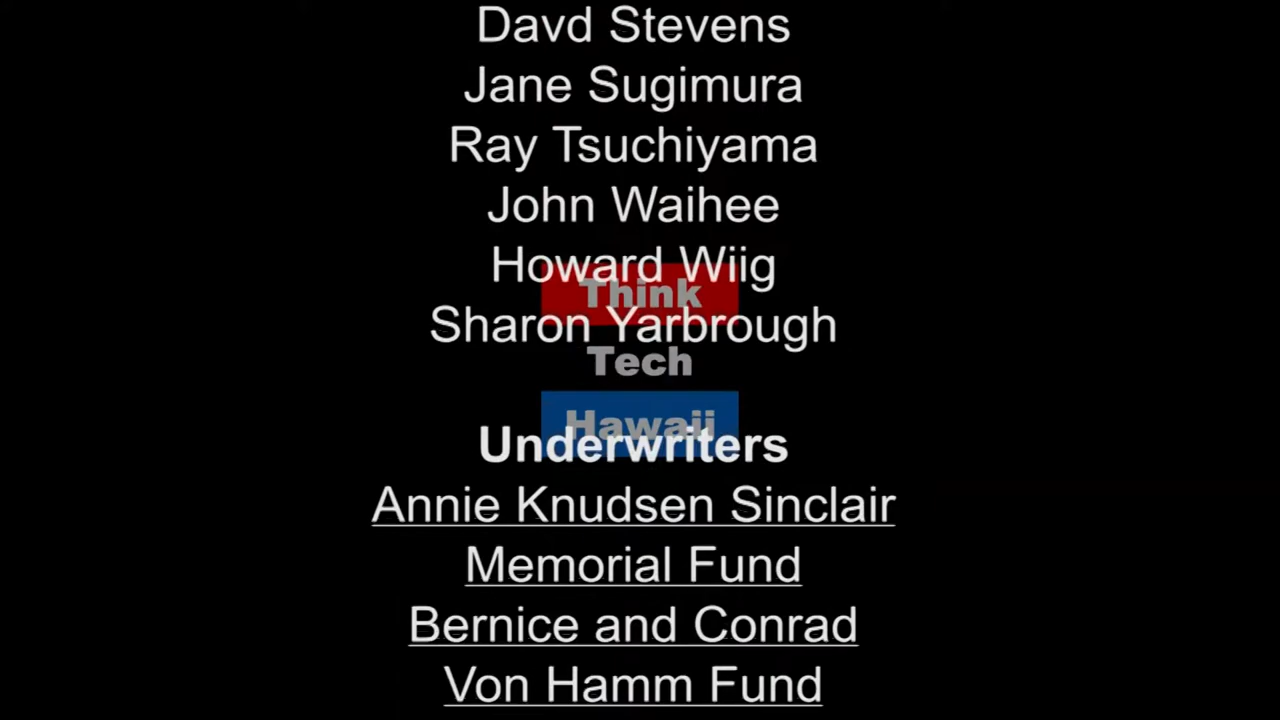 Davd Stevens
Jane Sugimura
Ray Tsuchiyama
John Waihee
Howard Wiig
Think
Sharon Yarbrough
Tech
Hawaii
Underwriters
Annie Knudsen Sinclair
Memorial Fund
Bernice and Conrad
Von Hamm Fund